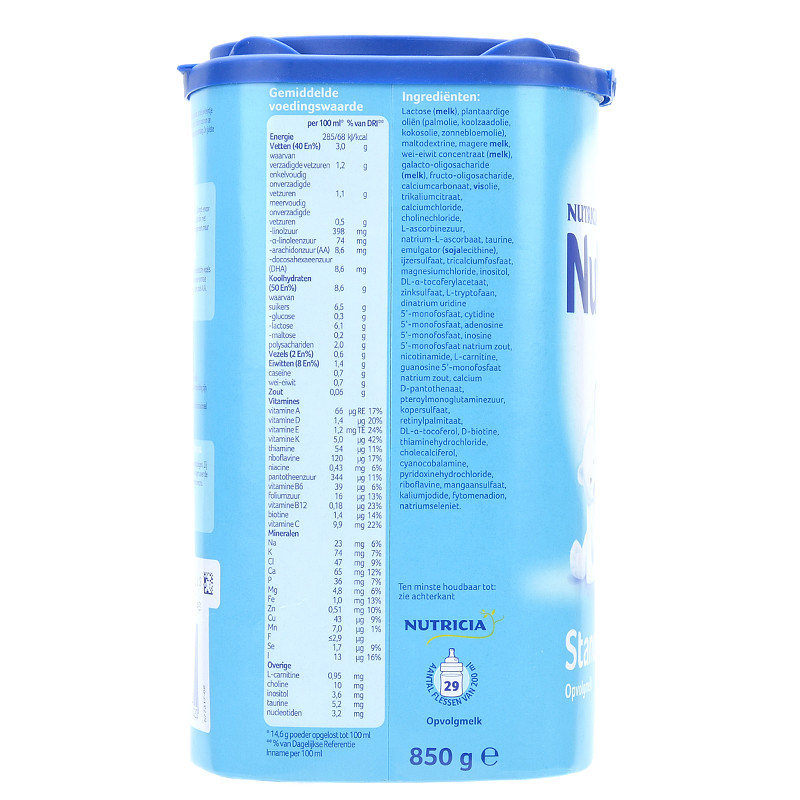 Gemiddelde
voedingswaarde
per 100 ml* % van DRI**
Energie 285/68 kJ/kcal
Vetten (40 En%) 3,0 g
waarvan
verzadigde vetzuren 1,2 g
enkelvoudig
onverzadigde
vetzuren 1,1 g
meervoudig
onverzadigde
vetzuren 0,5 g
-linolzuur 398 mg
-α-linoleenzuur 74 mg
-arachidonzuur (AA) 8,6 mg
-docosahexaeenzuur
(DHA) 8,6 mg
Koolhydraten
(50 En%) 8,6 g
waarvan
suikers 6,5 g
-glucose 0,3 g
-lactose 6,1 g
-maltose 0,2 g
polysachariden 2,0 g
Vezels (2 En%) 0,6 g
Eiwitten (8 En%) 1,4 g
caseïne 0,7 g
wei-eiwit 0,7 g
Zout 0,06 g
Vitamines
vitamine A 66 µg RE 17%
vitamine D 1,4 µg 20%
vitamine E 1,2 mg TE 24%
vitamine K 5,0 µg 42%
thiamine 54 µg 11%
riboflavine 120 µg 17%
niacine 0,43 mg 6%
pantotheenzuur 344 µg 11%
vitamine B6 39 µg 6%
foliumzuur 16 µg 13%
vitamine B12 0,18 µg 23%
biotine 1,4 µg 14%
vitamine C 9,9 mg 22%
Mineralen
Na 23 mg 6%
K 74 mg 7%
Cl 47 mg 9%
Ca 65 mg 12%
P 36 mg 7%
Mg 4,8 mg 6%
Fe 1,0 mg 13%
Zn 0,51 mg 10%
Cu 43 µg 9%
Mn 7,0 µg 1%
F ≤2,9 µg
Se 1,7 µg 9%
I 13 µg 16%
Overige
L-carnitine 0,95 mg
choline 10 mg
inositol 3,6 mg
taurine 5,2 mg
nucleotiden 3,2 mg
* 14,6 g poeder opgelost tot 100 ml
** % van Dagelijkse Referentie
Inname per 100 ml
Ingrediënten:
Lactose (melk), plantaardige
oliën (palmolie, koolzaadolie,
kokosolie, zonnebloemolie),
maltodextrine, magere melk,
wei-eiwit concentraat (melk),
galacto-oligosacharide
(melk), fructo-oligosacharide,
calciumcarbonaat, visolie,
trikaliumcitraat,
calciumchloride,
cholinechloride,
L-ascorbinezuur,
natrium-L-ascorbaat, taurine,
emulgator (sojalecithine),
ijzersulfaat, tricalciumfosfaat,
magnesiumchloride, inositol,
DL-α-tocoferylacetaat,
zinksulfaat, L-tryptofaan,
dinatrium uridine
5'-monofosfaat, cytidine
5'-monofosfaat, adenosine
5'-monofosfaat, inosine
5'-monofosfaat natrium zout,
nicotinamide, L-carnitine,
guanosine 5'-monofosfaat
natrium zout, calcium
D-pantothenaat,
pteroylmonoglutaminezuur,
kopersulfaat,
retinylpalmitaat,
DL-α-tocoferol, D-biotine,
thiaminehydrochloride,
cholecalciferol,
cyanocobalamine,
pyridoxinehydrochloride,
riboflavine, mangaansulfaat,
kaliumjodide, fytomenadion,
natriumseleniet.
Ten minste houdbaar tot:
zie achterkant
NUTRICIA
AANTAL FLESSEN VAN 200 ml
29
Opvolgmelk
850 g e
NUTRICI
Nu
Stan
Opvolgmelk